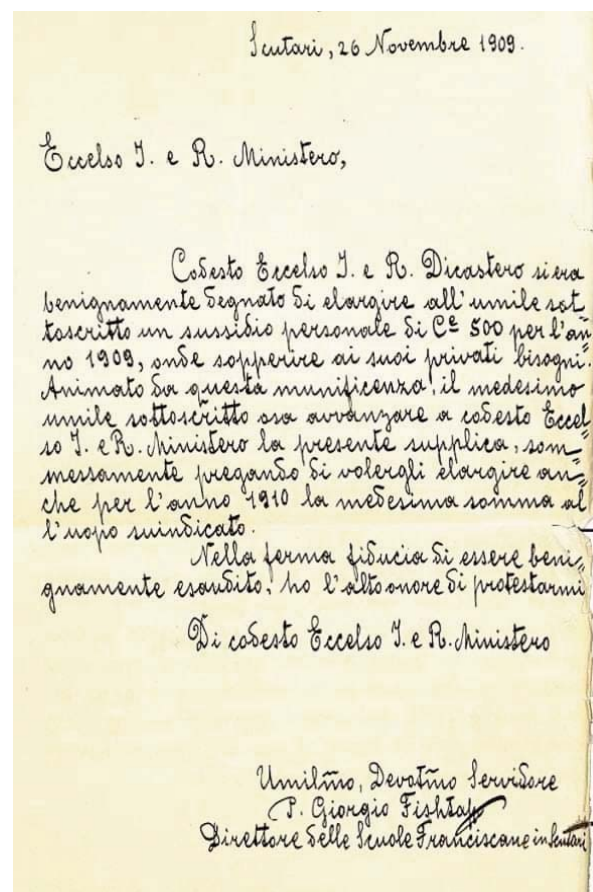 Scutari, 26 Novembre 1909.
Eccelso I. e R. Ministero,
Codesto Eccelso I. e R. Dicastero si era
benignamente degnato di elargire all'umile sot-
toscritto un sussidio personale di Cᵉ 500 per l'an-
no 1909, onde sopperire ai suoi privati bisogni.
Animato da questa munificenza, il medesimo
umile sottoscritto osa avvanzare a codesto Eccel-
so I. e R. Ministero la presente supplica, som-
messamente pregando di volergli elargire an-
che per l'anno 1910 la medesima somma al-
l'uopo suindicato.
Nella ferma fiducia di essere beni-
gnamente esaudito, ho l'alto onore di protestarmi
Di codesto Eccelso I. e R. Ministero
Umilm̃o, Devotm̃o Servidore
P. Giorgio Fishta
Direttore delle Scuole Franciscane in Scutari